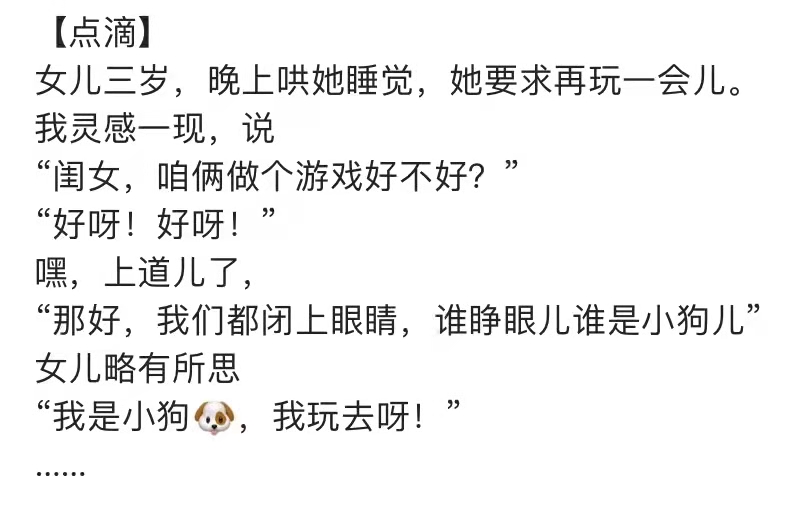 【点滴】
女儿三岁，晚上哄她睡觉，她要求再玩一会儿。
我灵感一现，说
“闺女，咱俩做个游戏好不好？”
“好呀！好呀！”
嘿，上道儿了，
“那好，我们都闭上眼睛，谁睁眼儿谁是小狗儿”
女儿略有所思
“我是小狗🐶，我玩去呀！”
……